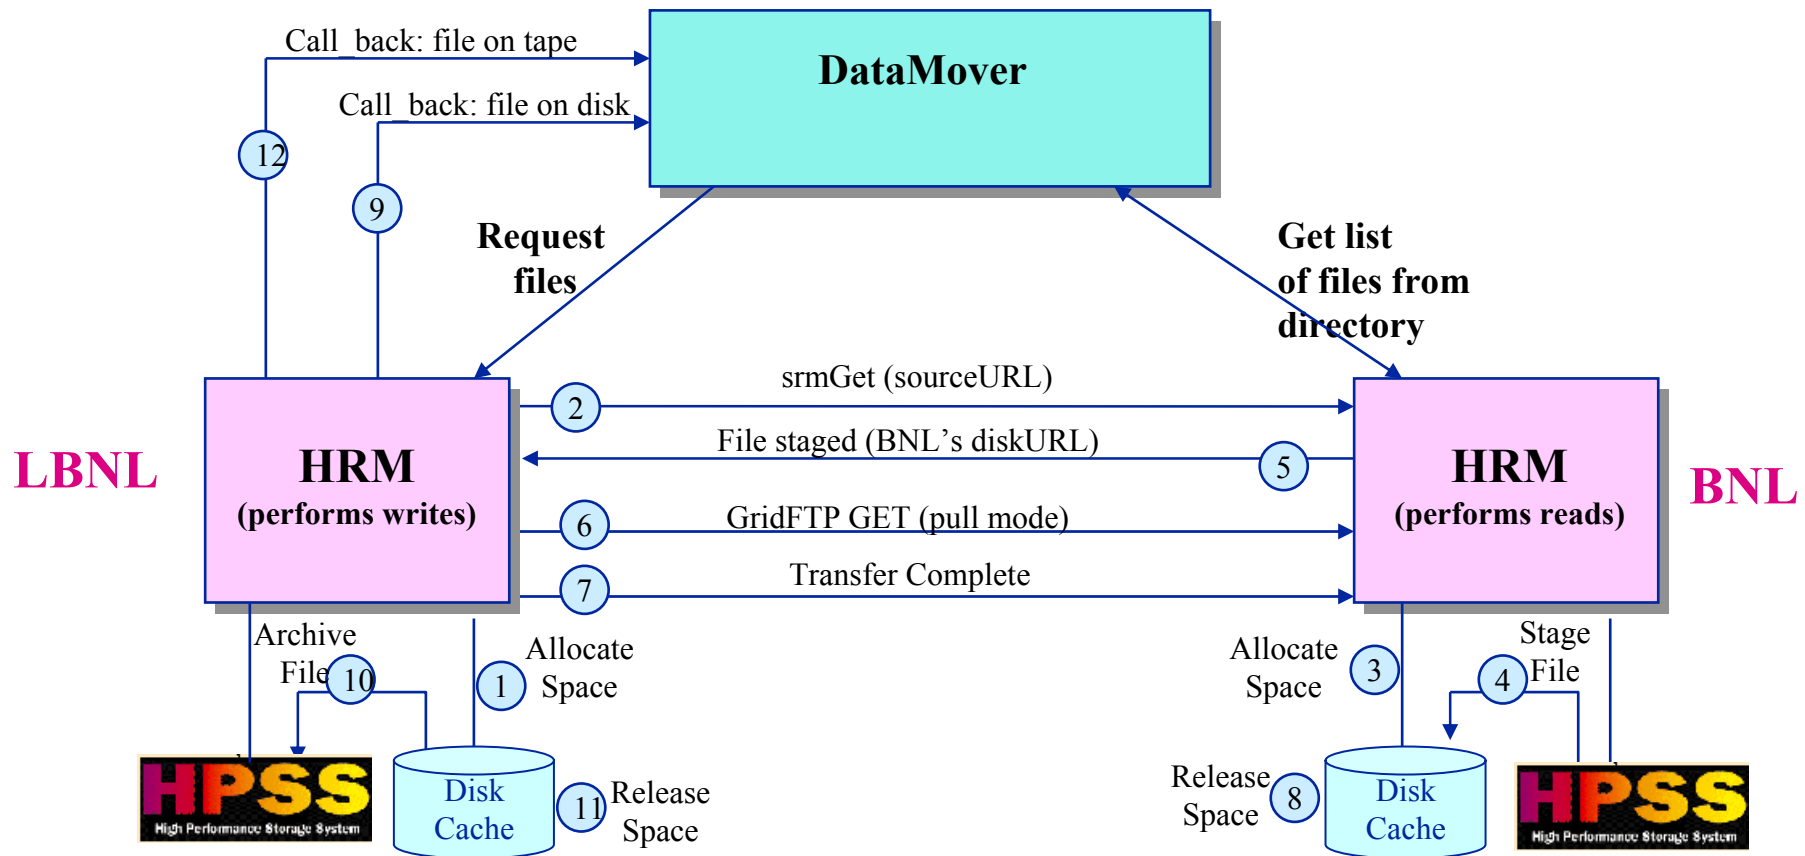 Call_back: file on tape
DataMover
Call_back: file on disk
12
9
Request
files
Get list
of files from
directory
srmGet (sourceURL)
2
File staged (BNL’s diskURL)
5
LBNL
HRM
(performs writes)
HRM
(performs reads)
BNL
6
GridFTP GET (pull mode)
7
Transfer Complete
Archive
File
10
1
Allocate
Space
Allocate
Space
3
4
Stage
File
HPSS
High Performance Storage System
Disk
Cache
11
Release
Space
Release
Space
8
Disk
Cache
HPSS
High Performance Storage System